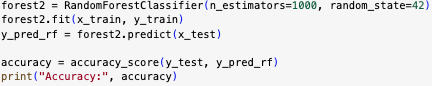 forest2 = RandomForestClassifier(n_estimators=1000, random_state=42)
forest2.fit(x_train, y_train)
y_pred_rf = forest2.predict(x_test)
accuracy = accuracy_score(y_test, y_pred_rf)
print("Accuracy:", accuracy)